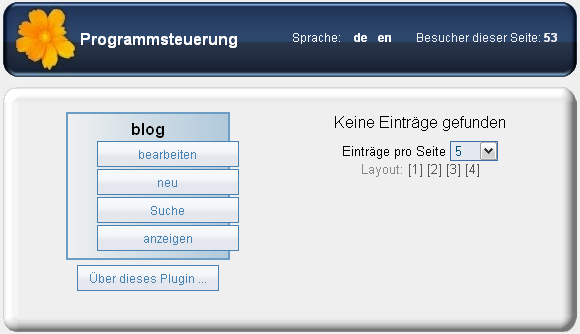 Programmsteuerung
Sprache: de en
Besucher dieser Seite: 53
blog
bearbeiten
neu
Suche
anzeigen
Über dieses Plugin ...
Keine Einträge gefunden
Einträge pro Seite 5
Layout: [1] [2] [3] [4]